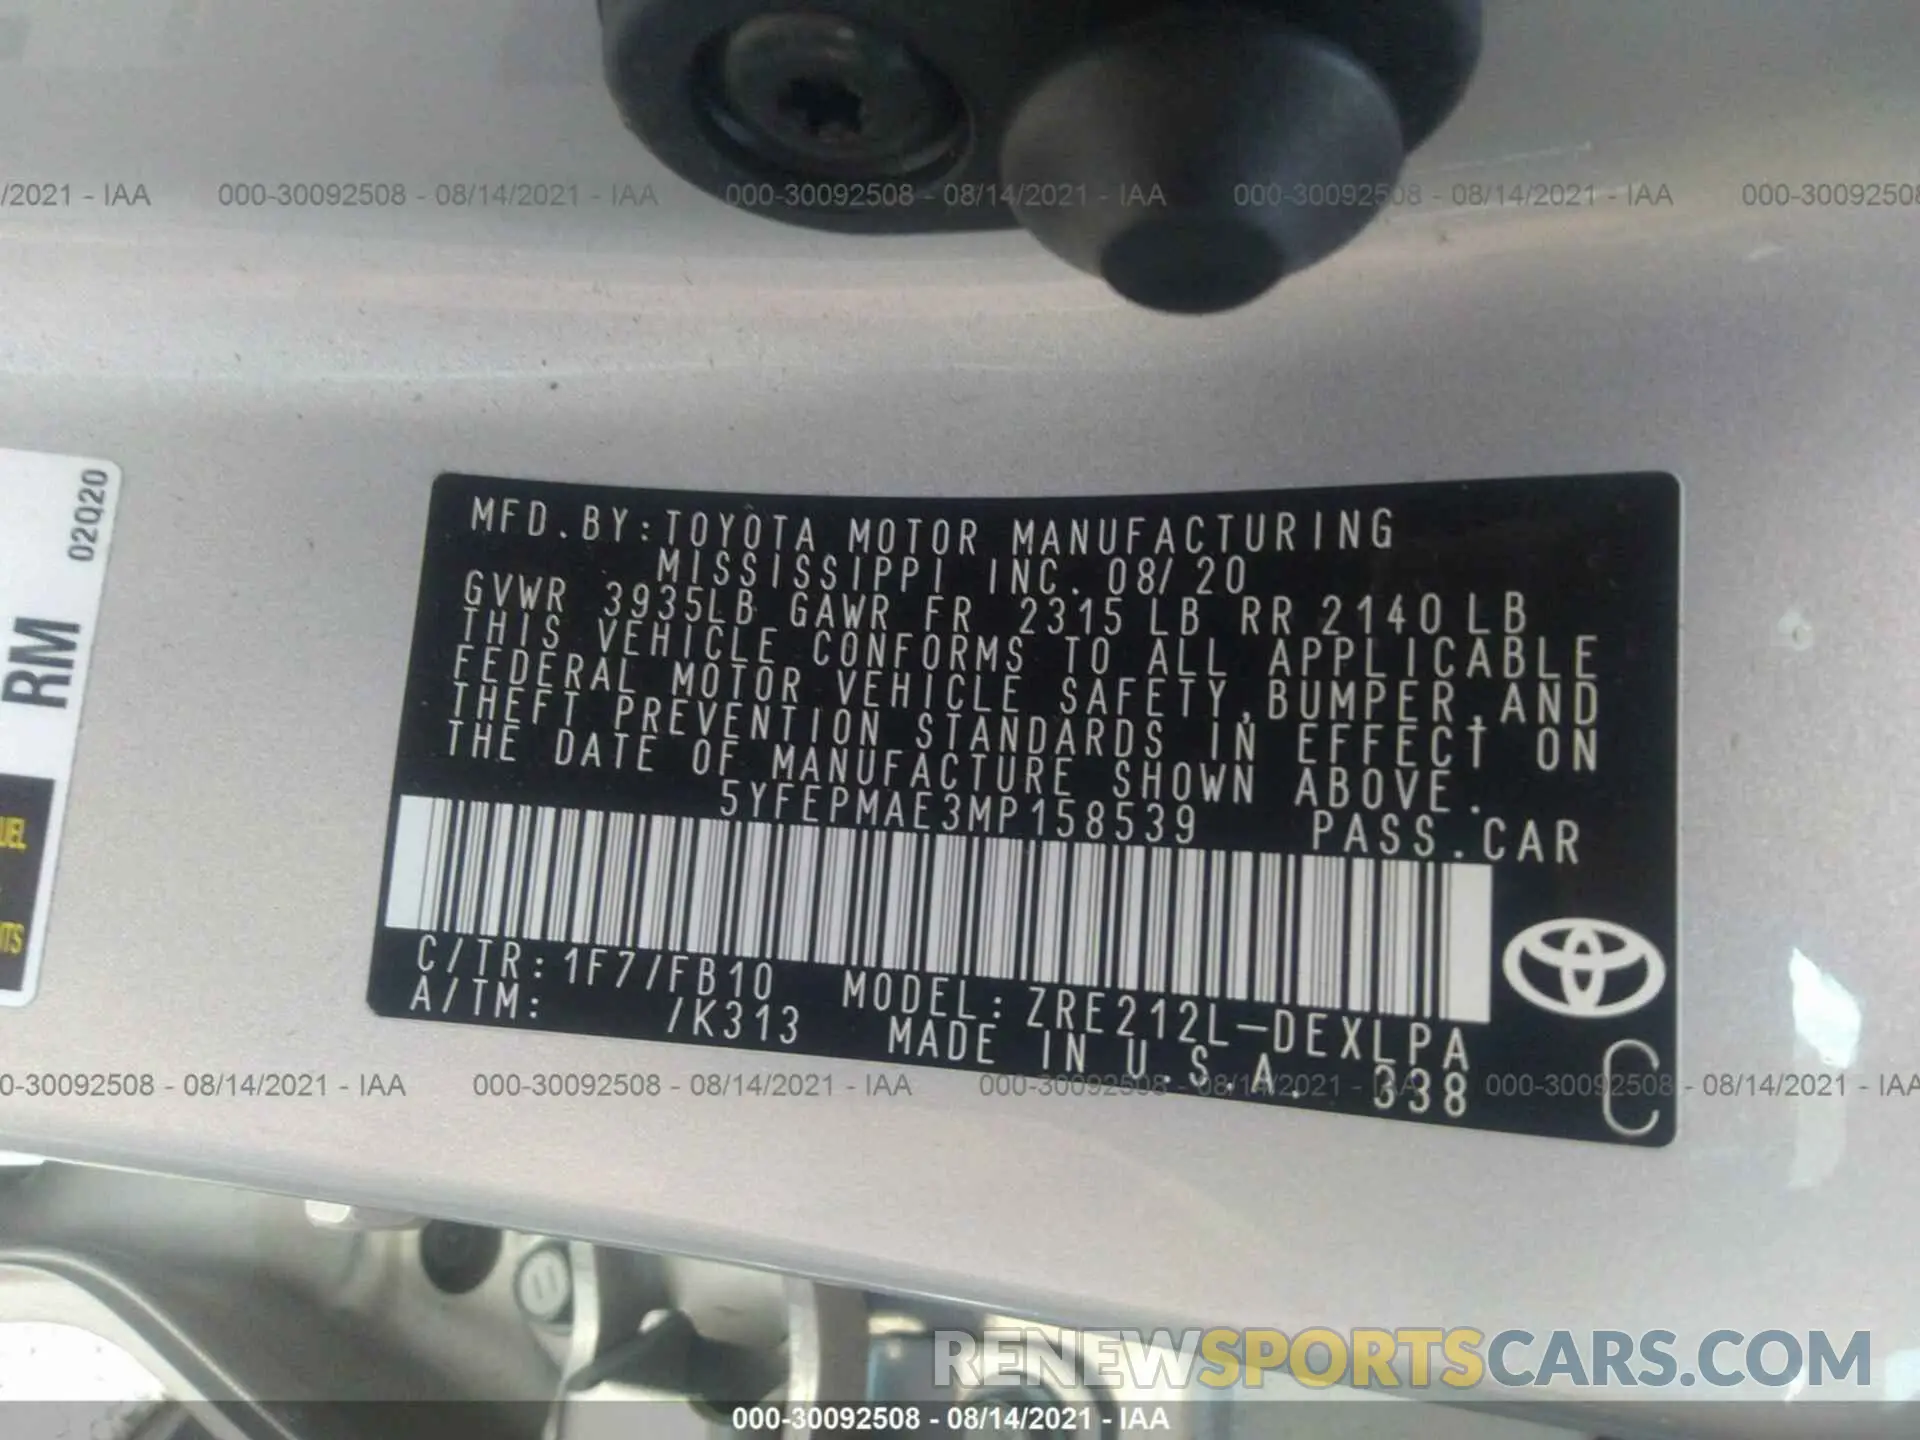 /2021 - IAA 000-30092508 - 08/14/2021 - IAA 000-30092508 - 08/14/2021 - IAA 000-30092508 - 08/14/2021 - IAA 000-30092508
02Q20
RM
UEL
MFD.BY:TOYOTA MOTOR MANUFACTURING
MISSISSIPPI INC. 08/20
GVWR 3935LB GAWR FR 2315LB RR 2140LB
THIS VEHICLE CONFORMS TO ALL APPLICABLE
FEDERAL MOTOR VEHICLE SAFETY,BUMPER,AND
THEFT PREVENTION STANDARDS IN EFFECT ON
THE DATE OF MANUFACTURE SHOWN ABOVE.
5YFEPMAE3MP158539 PASS.CAR
C/TR:1F7/FB10 MODEL:ZRE212L-DEXLPA
A/TM: /K313 MADE IN U.S.A. 338
C
0-30092508 - 08/14/2021 - IAA 000-30092508 - 08/14/2021 - IAA 000-30092508 - 08/14/2021 - IAA 000-30092508 - 08/14/2021 - IAA
RENEWSPORTSCARS.COM
000-30092508 - 08/14/2021 - IAA